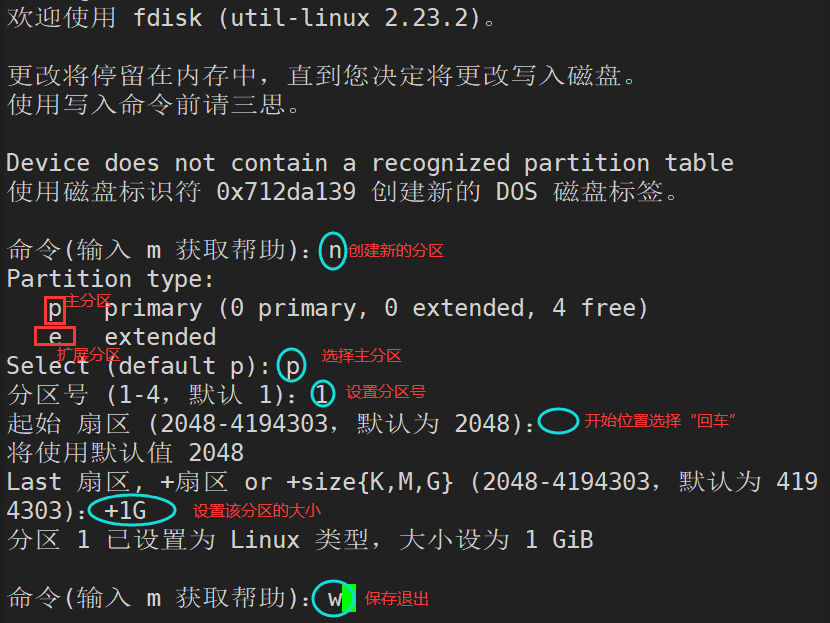 欢迎使用 fdisk (util-linux 2.23.2)。
更改将停留在内存中，直到您决定将更改写入磁盘。
使用写入命令前请三思。
Device does not contain a recognized partition table
使用磁盘标识符 0x712da139 创建新的 DOS 磁盘标签。
命令(输入 m 获取帮助)：n 创建新的分区
Partition type:
p 主分区 primary (0 primary, 0 extended, 4 free)
e extended
扩展分区
Select (default p): p 选择主分区
分区号 (1-4，默认 1)：1 设置分区号
起始 扇区 (2048-4194303，默认为 2048)： 开始位置选择“回车”
将使用默认值 2048
Last 扇区, +扇区 or +size{K,M,G} (2048-4194303，默认为 419
4303)：+1G 设置该分区的大小
分区 1 已设置为 Linux 类型，大小设为 1 GiB
命令(输入 m 获取帮助)：w 保存退出